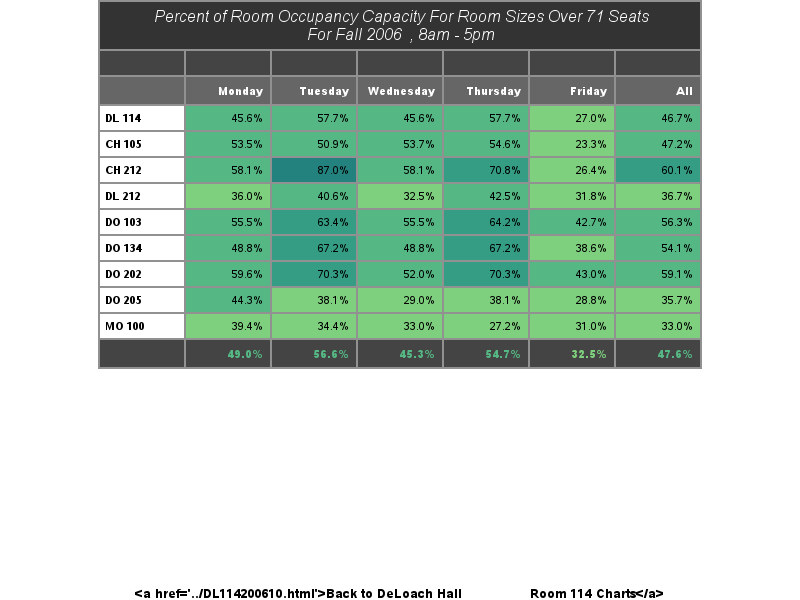 Percent of Room Occupancy Capacity For Room Sizes Over 71 Seats
For Fall 2006 , 8am - 5pm
Monday Tuesday Wednesday Thursday Friday All
DL 114 45.6% 57.7% 45.6% 57.7% 27.0% 46.7%
CH 105 53.5% 50.9% 53.7% 54.6% 23.3% 47.2%
CH 212 58.1% 87.0% 58.1% 70.8% 26.4% 60.1%
DL 212 36.0% 40.6% 32.5% 42.5% 31.8% 36.7%
DO 103 55.5% 63.4% 55.5% 64.2% 42.7% 56.3%
DO 134 48.8% 67.2% 48.8% 67.2% 38.6% 54.1%
DO 202 59.6% 70.3% 52.0% 70.3% 43.0% 59.1%
DO 205 44.3% 38.1% 29.0% 38.1% 28.8% 35.7%
MO 100 39.4% 34.4% 33.0% 27.2% 31.0% 33.0%
49.0% 56.6% 45.3% 54.7% 32.5% 47.6%
<a href='../DL114200610.html'>Back to DeLoach Hall Room 114 Charts</a>